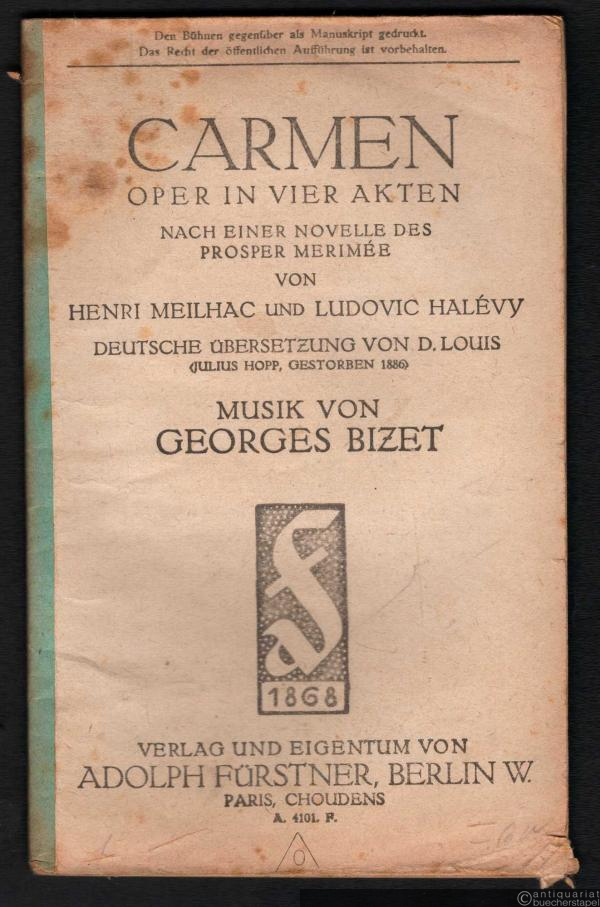 Den Bühnen gegenüber als Manuskript gedruckt.
Das Recht der öffentlichen Aufführung ist vorbehalten.
CARMEN
OPER IN VIER AKTEN
NACH EINER NOVELLE DES
PROSPER MERIMÉE
VON
HENRI MEILHAC UND LUDOVIC HALÉVY
DEUTSCHE ÜBERSETZUNG VON D. LOUIS
(JULIUS HOPP, GESTORBEN 1886)
MUSIK VON
GEORGES BIZET
aF
1868
VERLAG UND EIGENTUM VON
ADOLPH FÜRSTNER, BERLIN W.
PARIS, CHOUDENS
A. 4101. F.
0
antiquariat
buecherstapel